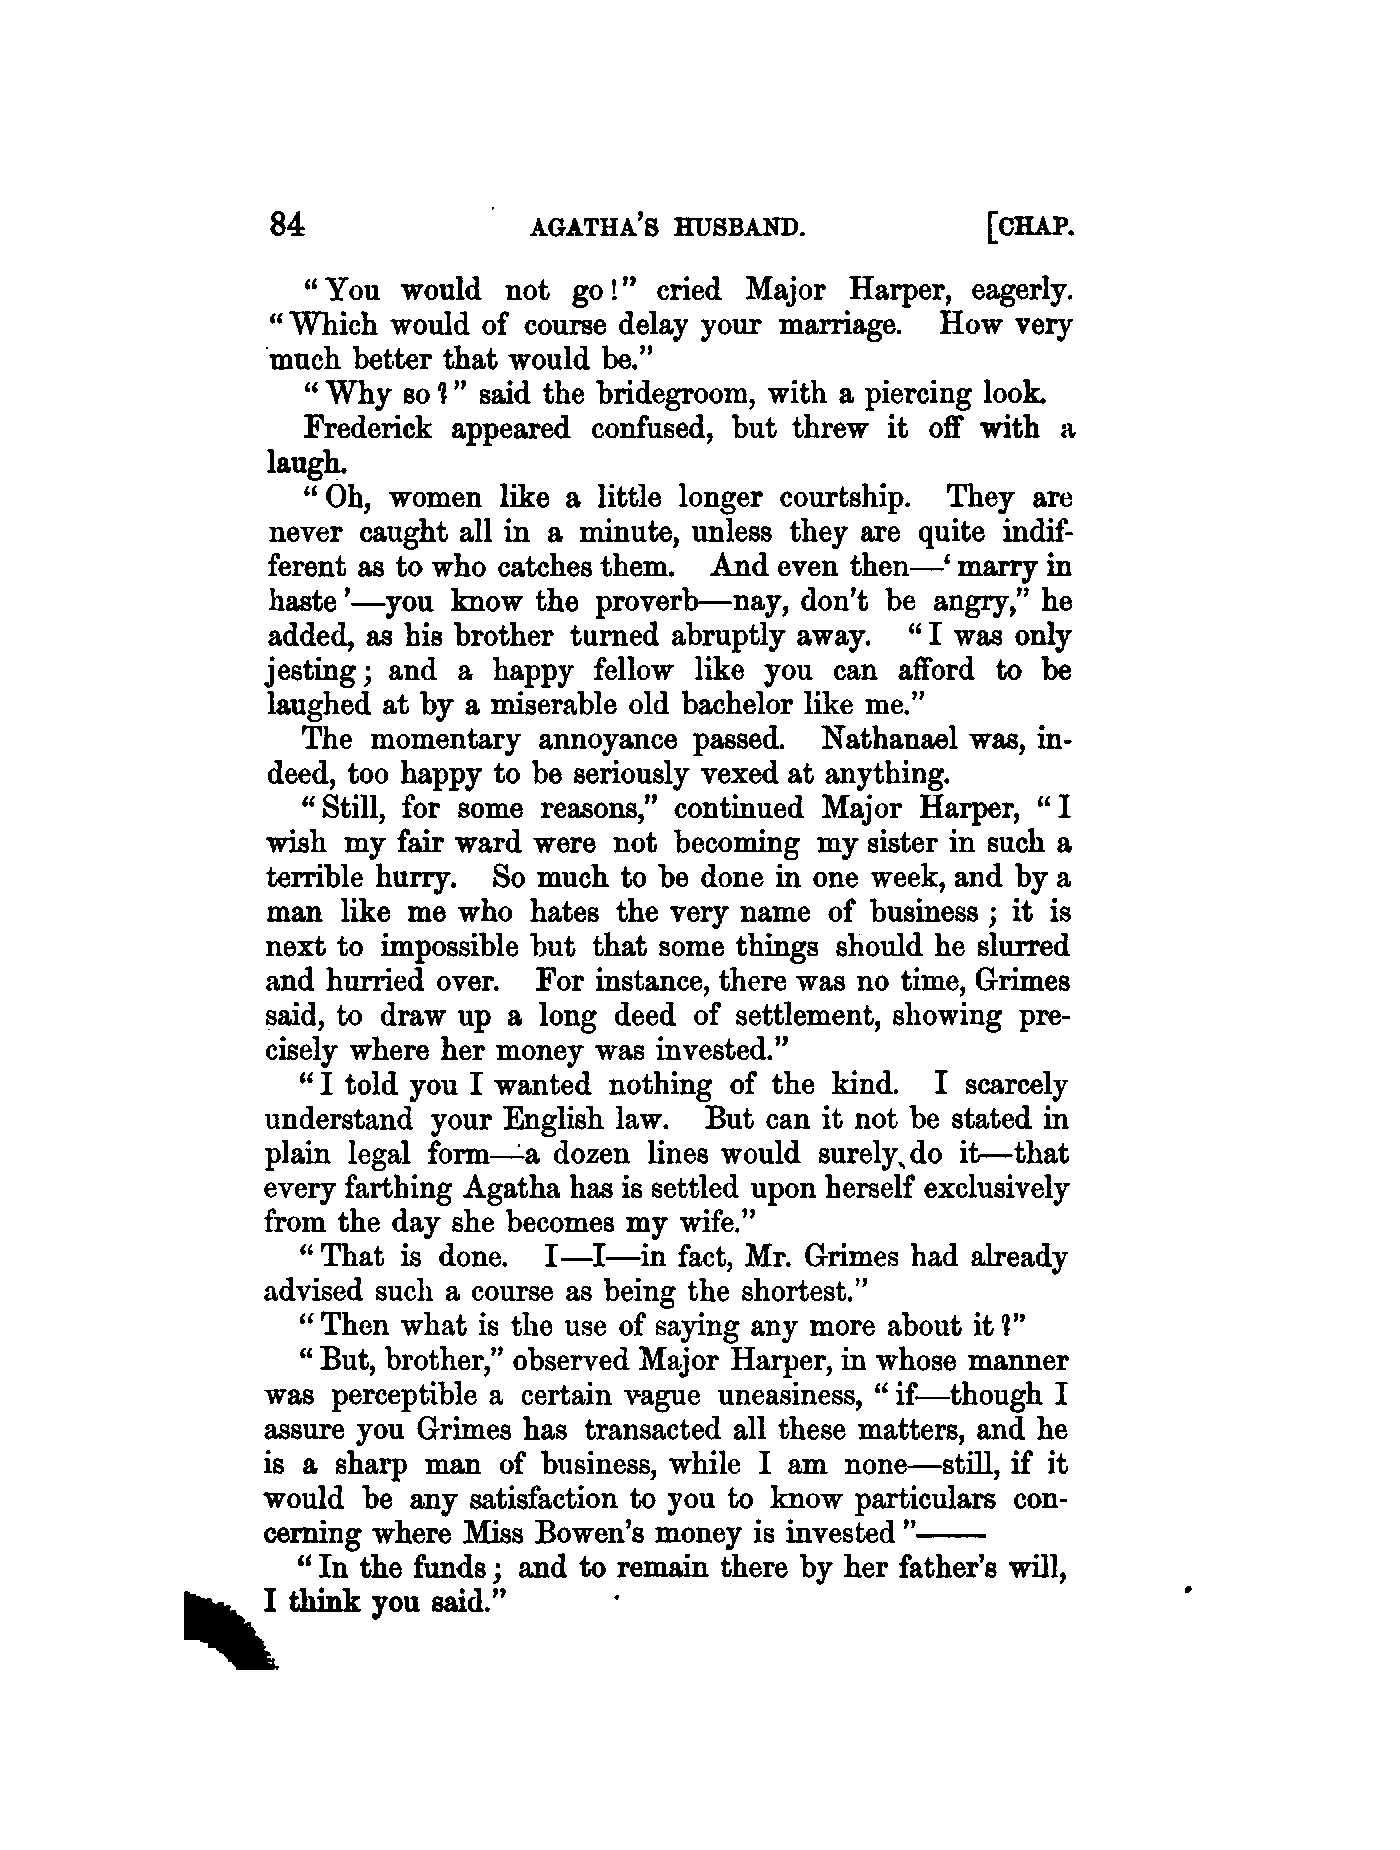 84 AGATHA'S HUSBAND. [CHAP.
"You would not go!" cried Major Harper, eagerly.
"Which would of course delay your marriage. How very
much better that would be."
"Why so?" said the bridegroom, with a piercing look.
Frederick appeared confused, but threw it off with a
laugh.
"Oh, women like a little longer courtship. They are
never caught all in a minute, unless they are quite indif-
ferent as to who catches them. And even then—'marry in
haste'—you know the proverb—nay, don't be angry," he
added, as his brother turned abruptly away. "I was only
jesting; and a happy fellow like you can afford to be
laughed at by a miserable old bachelor like me."
The momentary annoyance passed. Nathanael was, in-
deed, too happy to be seriously vexed at anything.
"Still, for some reasons," continued Major Harper, "I
wish my fair ward were not becoming my sister in such a
terrible hurry. So much to be done in one week, and by a
man like me who hates the very name of business; it is
next to impossible but that some things should he slurred
and hurried over. For instance, there was no time, Grimes
said, to draw up a long deed of settlement, showing pre-
cisely where her money was invested."
"I told you I wanted nothing of the kind. I scarcely
understand your English law. But can it not be stated in
plain legal form—a dozen lines would surely do it—that
every farthing Agatha has is settled upon herself exclusively
from the day she becomes my wife."
"That is done. I—I—in fact, Mr. Grimes had already
advised such a course as being the shortest."
"Then what is the use of saying any more about it?"
"But, brother," observed Major Harper, in whose manner
was perceptible a certain vague uneasiness, "if—though I
assure you Grimes has transacted all these matters, and he
is a sharp man of business, while I am none—still, if it
would be any satisfaction to you to know particulars con-
cerning where Miss Bowen's money is invested"——
"In the funds; and to remain there by her father's will,
I think you said."